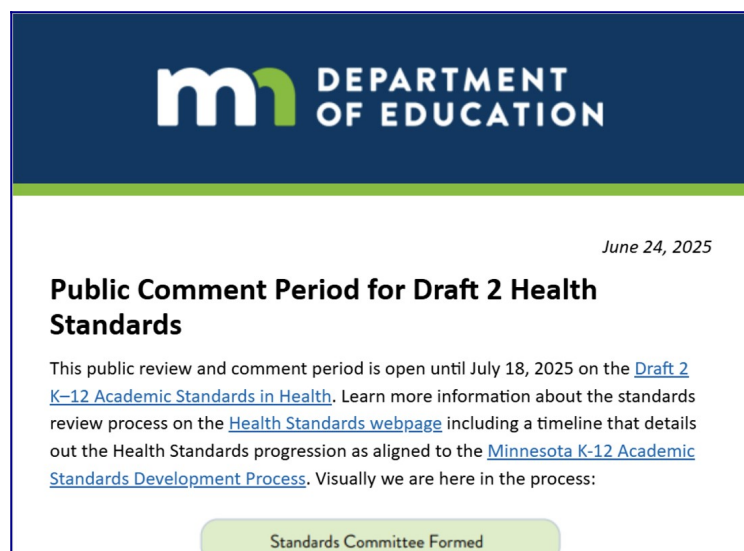 mn DEPARTMENT
OF EDUCATION
June 24, 2025
Public Comment Period for Draft 2 Health
Standards
This public review and comment period is open until July 18, 2025 on the Draft 2
K–12 Academic Standards in Health. Learn more information about the standards
review process on the Health Standards webpage including a timeline that details
out the Health Standards progression as aligned to the Minnesota K-12 Academic
Standards Development Process. Visually we are here in the process:
Standards Committee Formed